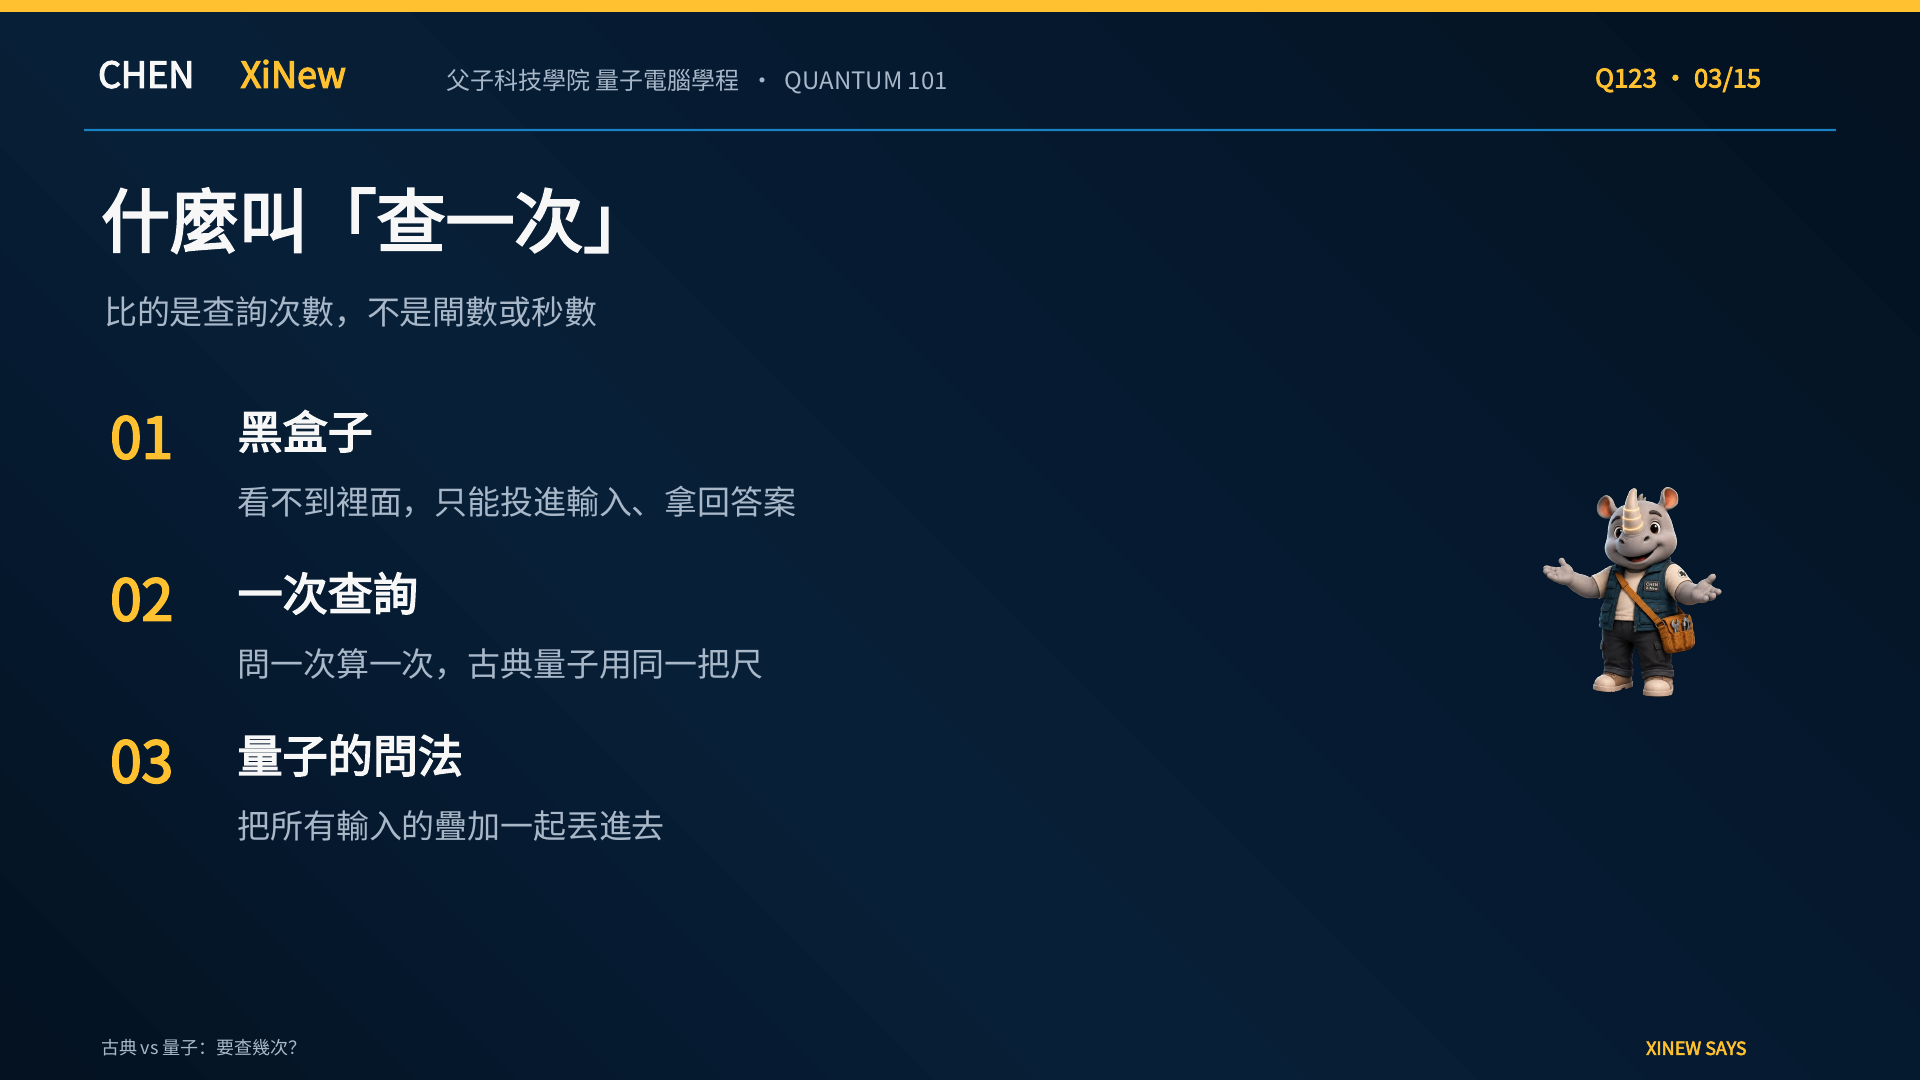 CHEN XiNew 父子科技學院 量子電腦學程 · QUANTUM 101 Q123 · 03/15
什麼叫「查一次」
比的是查詢次數，不是閘數或秒數
01 黑盒子
看不到裡面，只能投進輸入、拿回答案
02 一次查詢
問一次算一次，古典量子用同一把尺
03 量子的問法
把所有輸入的疊加一起丟進去
CHEN
XiNew
古典 vs 量子：要查幾次？ XINEW SAYS